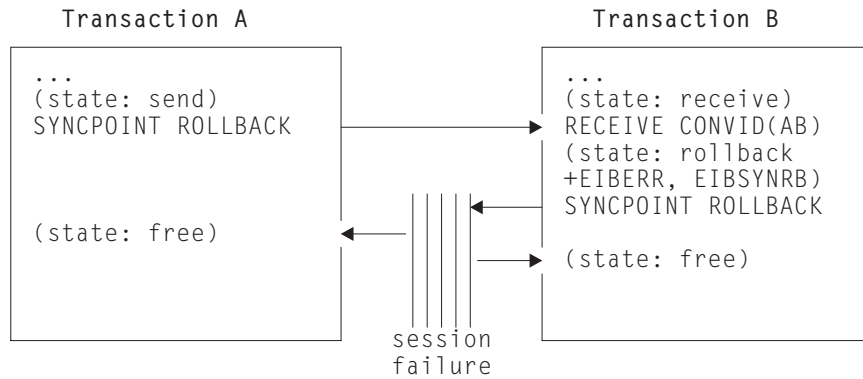 Transaction A
...
(state: send)
SYNCPOINT ROLLBACK
(state: free)
Transaction B
...
(state: receive)
RECEIVE CONVID(AB)
(state: rollback
+EIBERR, EIBSYNRB)
SYNCPOINT ROLLBACK
(state: free)
session
failure